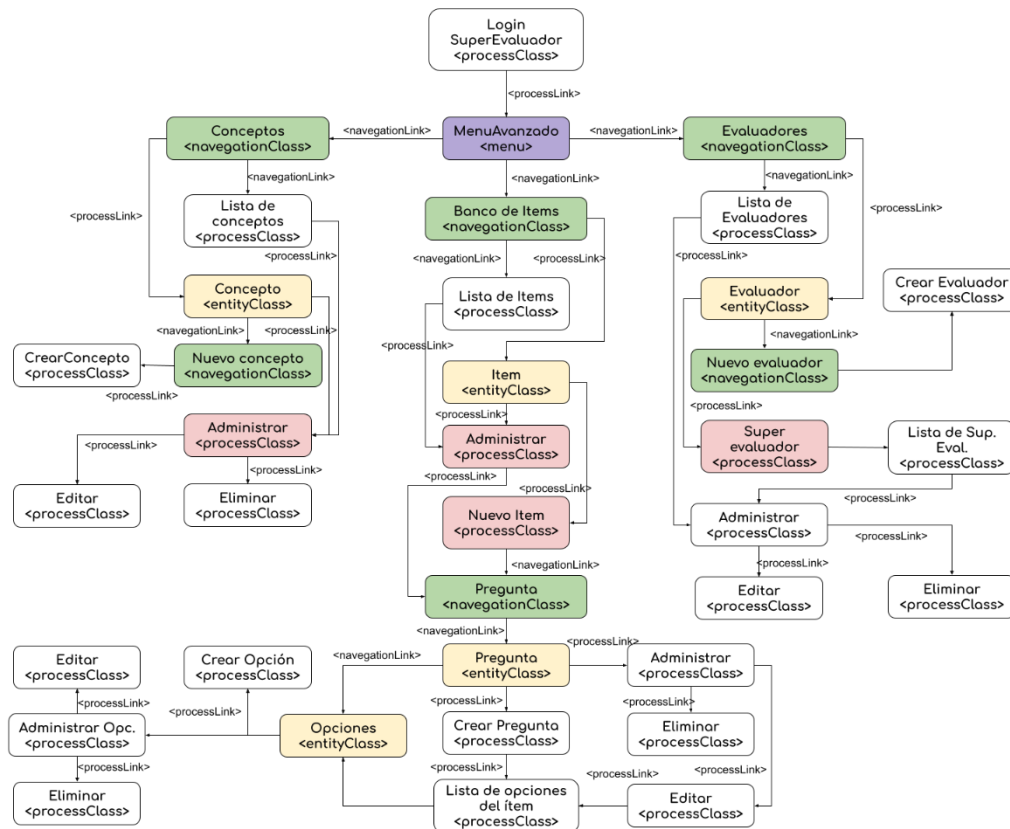 Login
SuperEvaluador
<processClass>
<processLink>
Conceptos
<navegationClass>
<navegationLink>
MenuAvanzado
<menu>
<navegationLink>
Evaluadores
<navegationClass>
<navegationLink>
<navegationLink>
<navegationLink>
<processLink>
Lista de
conceptos
<processClass>
Banco de Items
<navegationClass>
Lista de
Evaluadores
<processClass>
<processLink>
<processLink>
<navegationLink>
<processLink>
<processLink>
Concepto
<entityClass>
Lista de Items
<processClass>
Evaluador
<entityClass>
Crear Evaluador
<processClass>
<navegationLink>
<processLink>
<processLink>
<navegationLink>
CrearConcepto
<processClass>
Nuevo concepto
<navegationClass>
Item
<entityClass>
Nuevo evaluador
<navegationClass>
<processLink>
<processLink>
<processLink>
<processLink>
Administrar
<processClass>
Administrar
<processClass>
Super
evaluador
<processClass>
Lista de Sup.
Eval.
<processClass>
<processLink>
<processLink>
<processLink>
<processLink>
<processLink>
Editar
<processClass>
Eliminar
<processClass>
Nuevo Item
<processClass>
Administrar
<processClass>
<processLink>
<navegationLink>
<processLink>
Pregunta
<navegationClass>
Editar
<processClass>
Eliminar
<processClass>
<navegationLink>
<processLink>
Editar
<processClass>
Crear Opción
<processClass>
<navegationLink>
Pregunta
<entityClass>
Administrar
<processClass>
<processLink>
<processLink>
<processLink>
<processLink>
Administrar Opc.
<processClass>
Opciones
<entityClass>
Crear Pregunta
<processClass>
Eliminar
<processClass>
<processLink>
<processLink>
<processLink>
<processLink>
Eliminar
<processClass>
Lista de opciones
del ítem
<processClass>
Editar
<processClass>